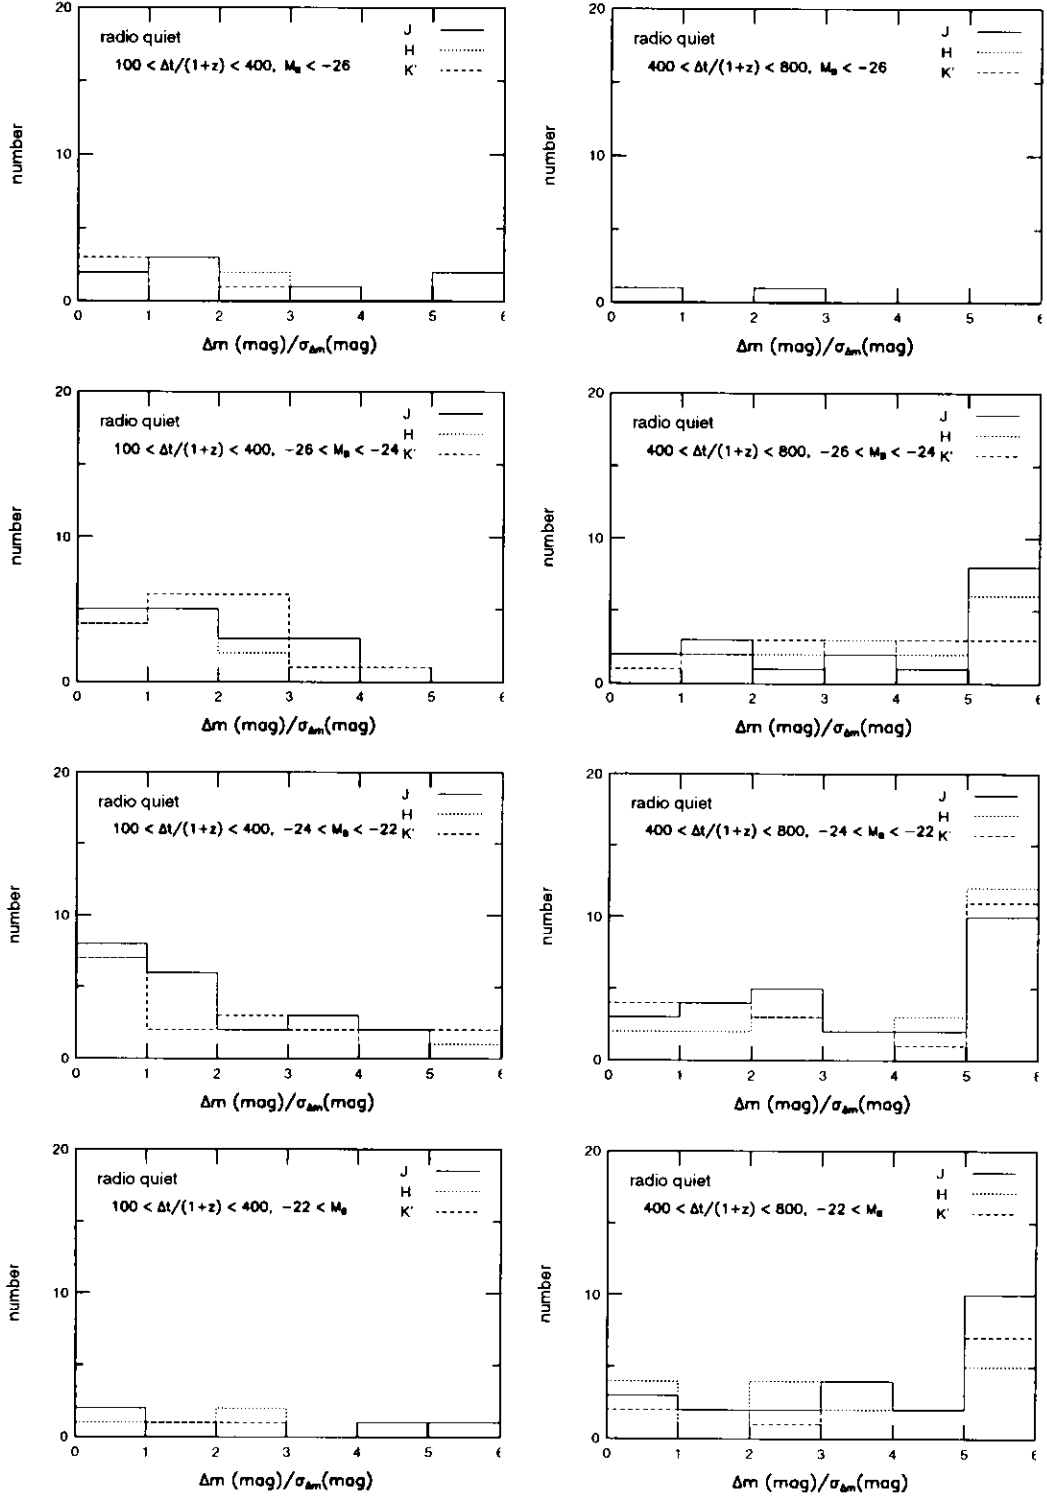 radio quiet
100 < Δt/(1+z) < 400, M_B < −26
J
H
K'
number
20
10
0
0 1 2 3 4 5 6
Δm (mag)/σ_Δm(mag)
radio quiet
400 < Δt/(1+z) < 800, M_B < −26
J
H
K'
number
20
10
0
0 1 2 3 4 5 6
Δm (mag)/σ_Δm(mag)
radio quiet
100 < Δt/(1+z) < 400, −26 < M_B < −24
J
H
K'
number
20
10
0
0 1 2 3 4 5 6
Δm (mag)/σ_Δm(mag)
radio quiet
400 < Δt/(1+z) < 800, −26 < M_B < −24
J
H
K'
number
20
10
0
0 1 2 3 4 5 6
Δm (mag)/σ_Δm(mag)
radio quiet
100 < Δt/(1+z) < 400, −24 < M_B < −22
J
H
K'
number
20
10
0
0 1 2 3 4 5 6
Δm (mag)/σ_Δm(mag)
radio quiet
400 < Δt/(1+z) < 800, −24 < M_B < −22
J
H
K'
number
20
10
0
0 1 2 3 4 5 6
Δm (mag)/σ_Δm(mag)
radio quiet
100 < Δt/(1+z) < 400, −22 < M_B
J
H
K'
number
20
10
0
0 1 2 3 4 5 6
Δm (mag)/σ_Δm(mag)
radio quiet
400 < Δt/(1+z) < 800, −22 < M_B
J
H
K'
number
20
10
0
0 1 2 3 4 5 6
Δm (mag)/σ_Δm(mag)